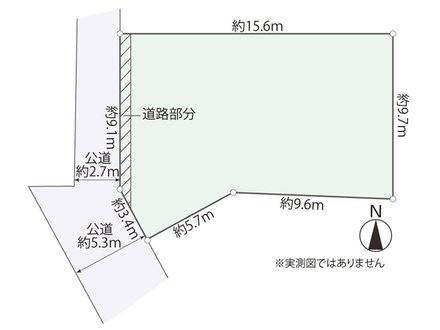 約15.6m
道路部分
約9.1m
約9.7m
公道
約2.7m
約3.4m
約5.7m
約9.6m
公道
約5.3m
N
※実測図ではありません